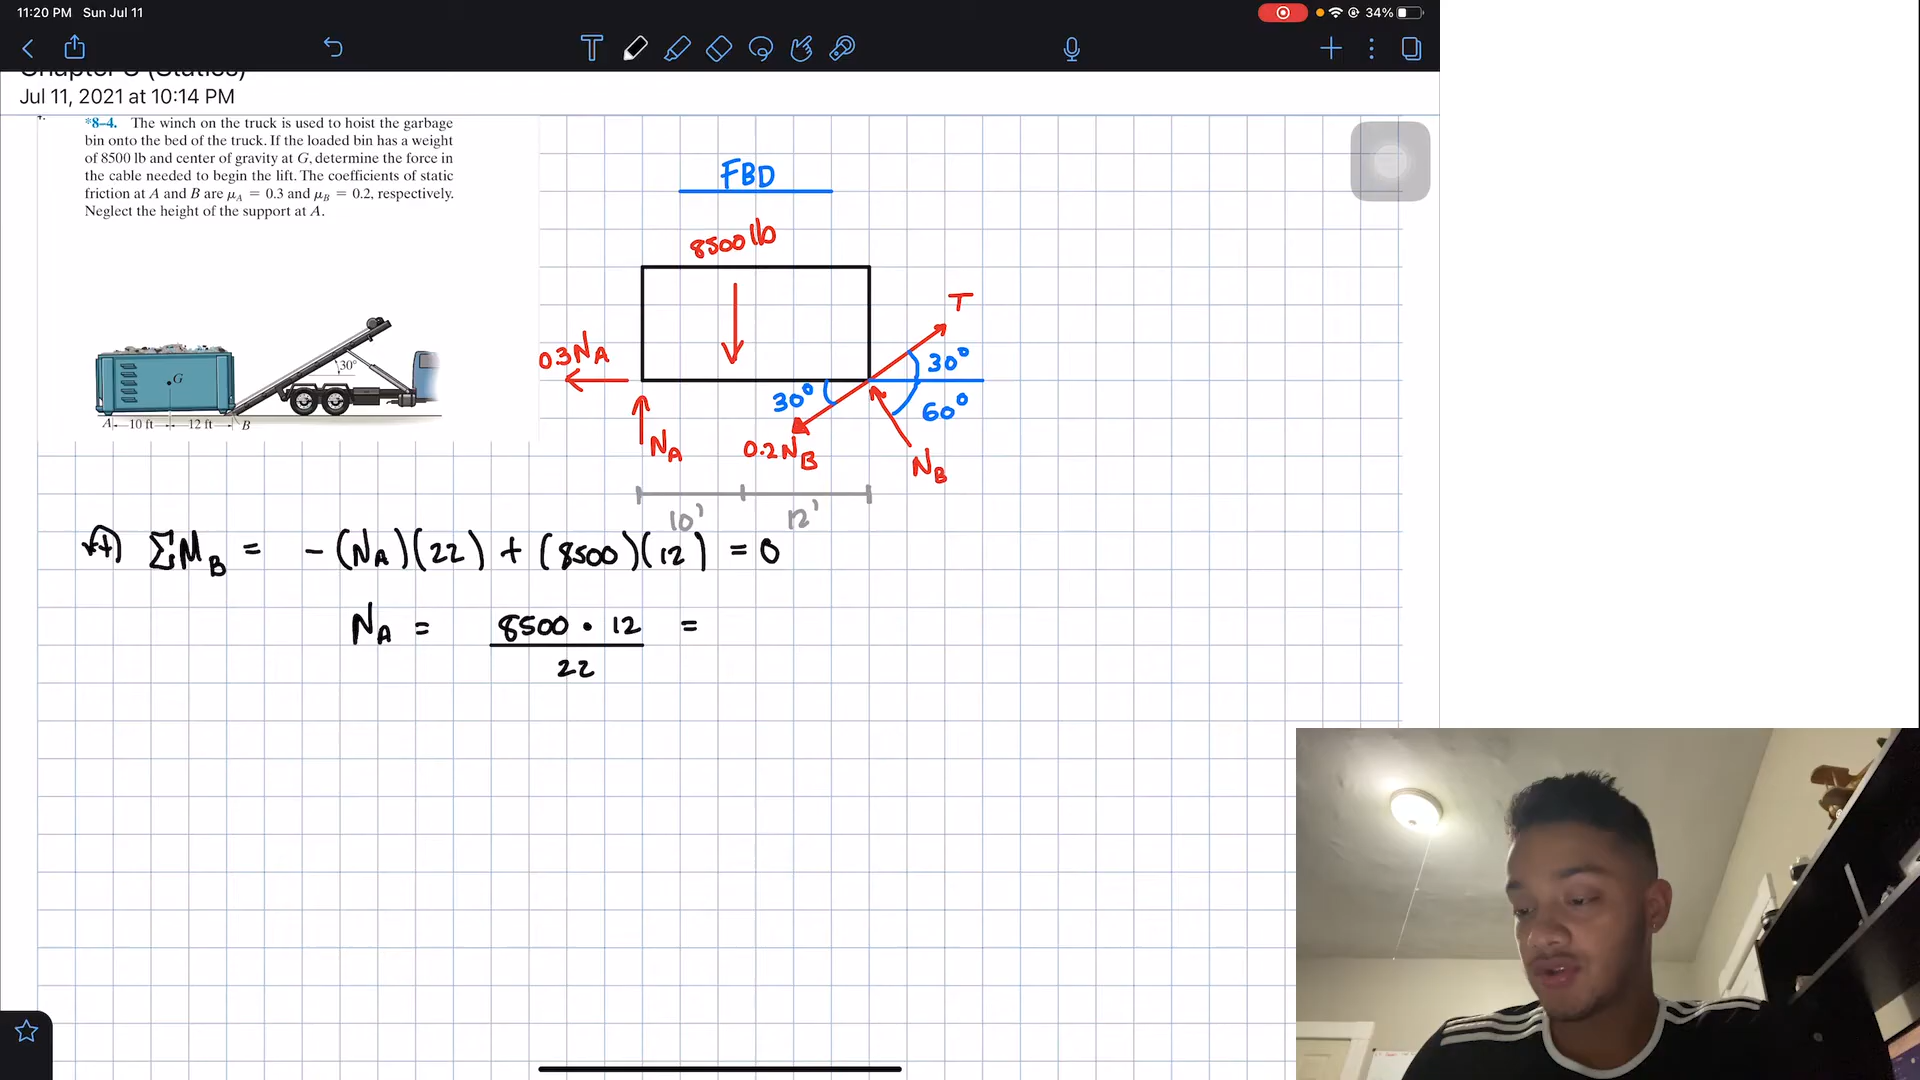 11:20 PM Sun Jul 11
34%
Jul 11, 2021 at 10:14 PM
*8–4. The winch on the truck is used to hoist the garbage
bin onto the bed of the truck. If the loaded bin has a weight
of 8500 lb and center of gravity at G, determine the force in
the cable needed to begin the lift. The coefficients of static
friction at A and B are μA = 0.3 and μB = 0.2, respectively.
Neglect the height of the support at A.
G
30°
A 10 ft 12 ft B
FBD
8500 lb
T
0.3NA
30°
30°
60°
NA
0.2NB
NB
10' 12'
+) ΣMB = -(NA)(22) + (8500)(12) = 0
NA = 8500 · 12 =
22